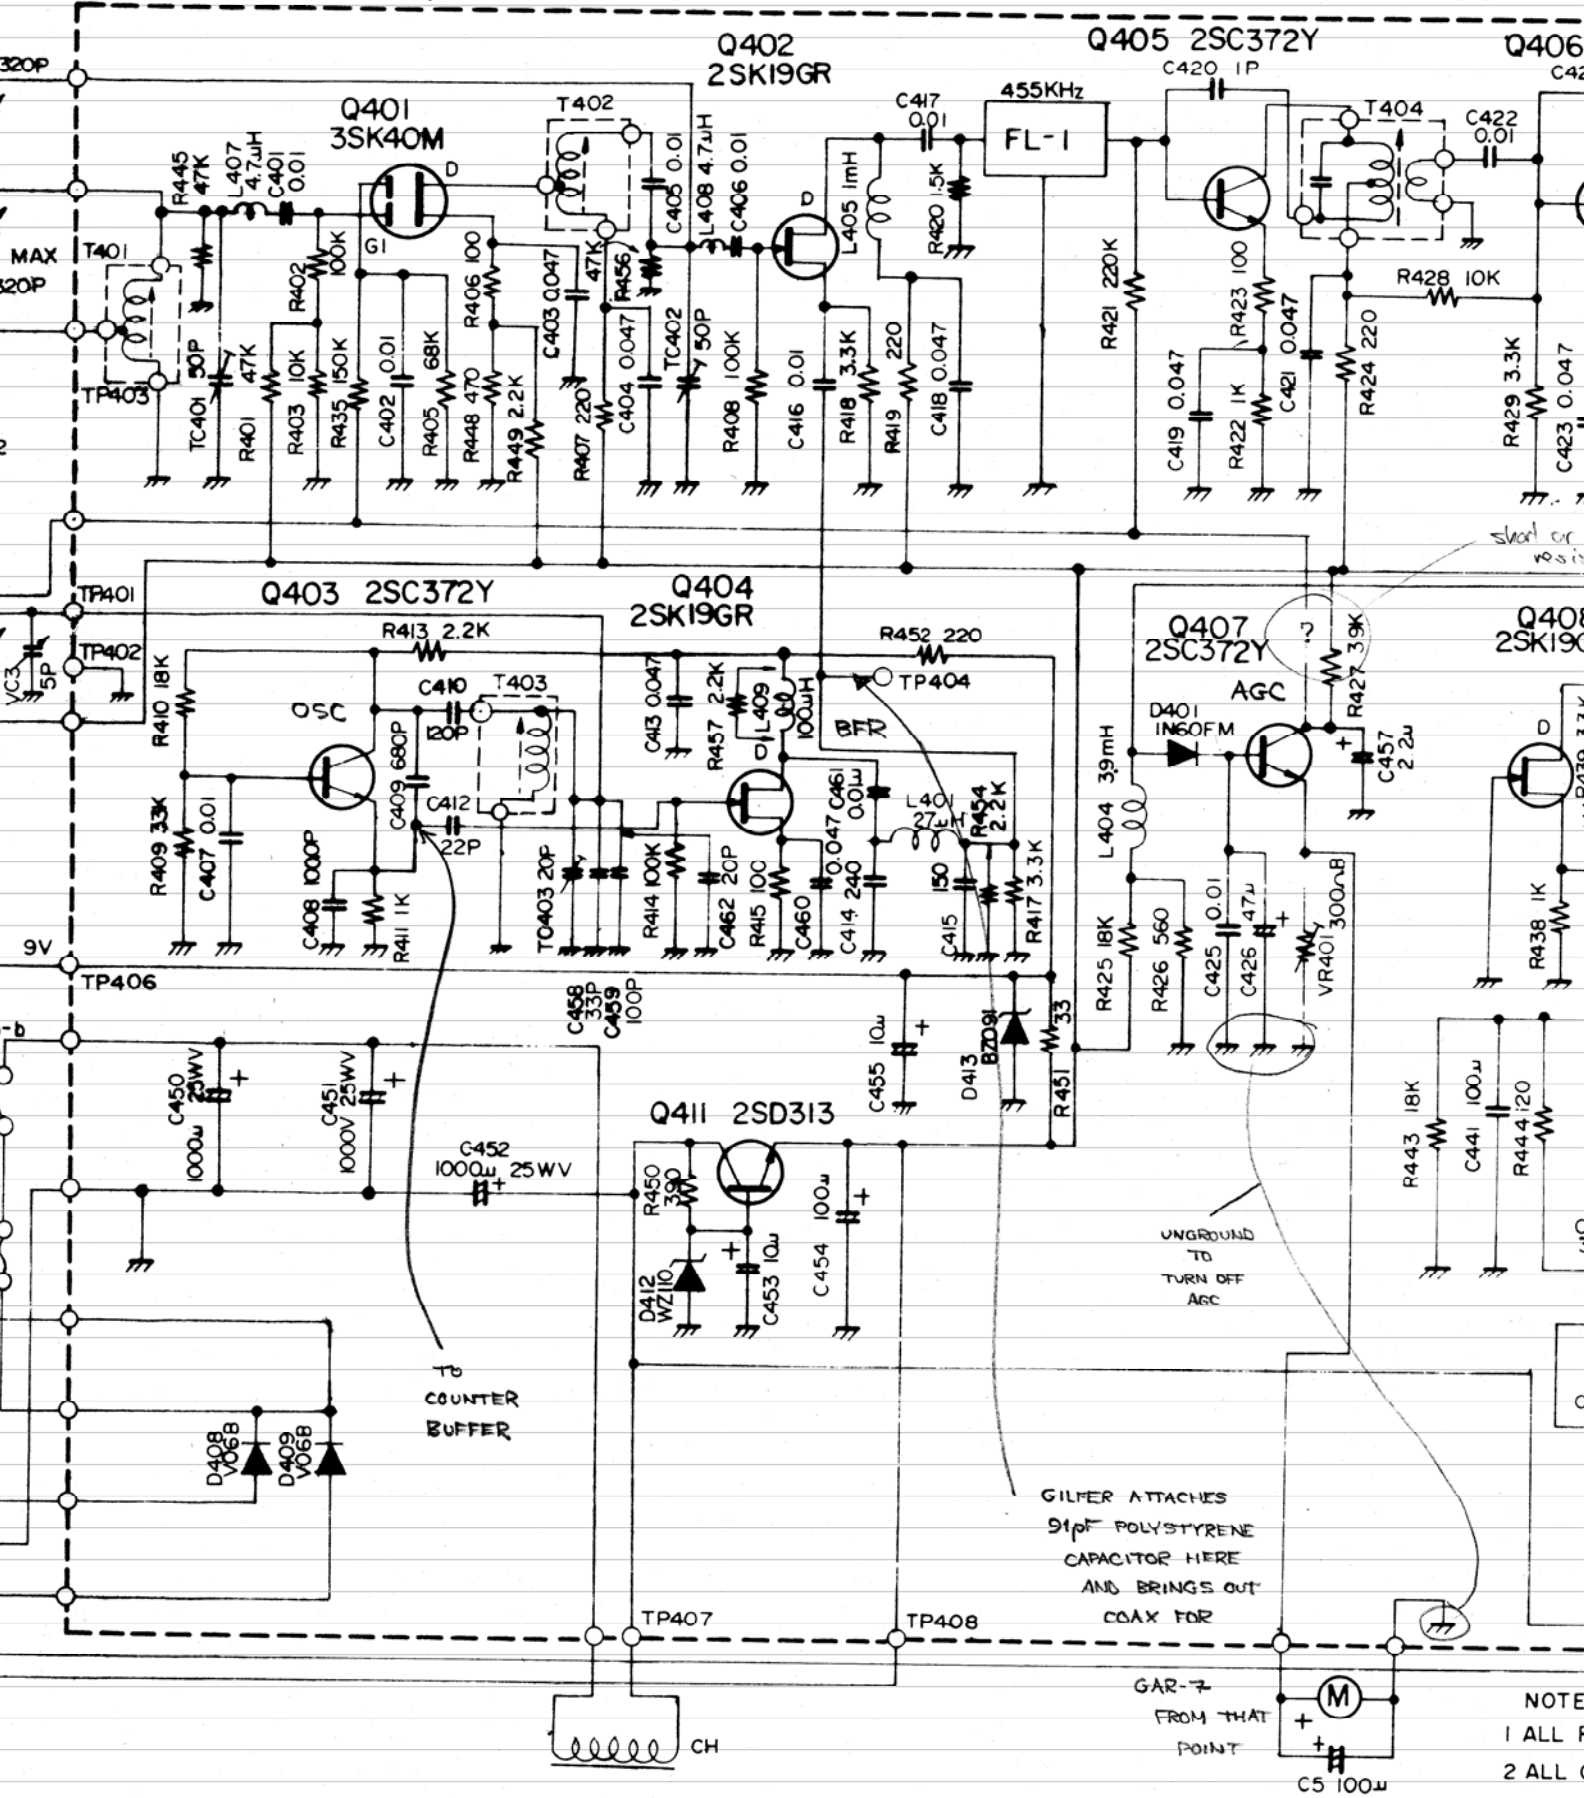 Q402
2SK19GR
Q405 2SC372Y
Q406
320P
C420 1P
455KHz
FL-1
C417
0.01
T404
C422
0.01
Q401
3SK40M
T402
R445
47K
L407
4.7uH
C401
0.01
D
G1
C405 0.01
L408 4.7uH
C406 0.01
D
L405 1mH
R420 1.5K
MAX
T401
320P
R402
100K
R406 100
C403 0.047
47K
R456
R421 220K
R423 100
R428 10K
TP403
TC401 50P
R401 47K
R403 10K
R435 150K
C402 0.01
R405 68K
R448 470
R449 2.2K
R407 220
C404 0.047
TC402 50P
R408 100K
C416 0.01
R418 3.3K
R419 220
C418 0.047
C419 0.047
R422 1K
C421 0.047
R424 220
R429 3.3K
C423 0.047
short or
TP401
Q403 2SC372Y
Q404
2SK19GR
Q407
2SC372Y
?
R427 39K
Q408
TP402
VC3
5P
R413 2.2K
R452 220
TP404
AGC
R410 18K
OSC
C410
120P
T403
C413 0.047
R457 2.2K
L409
100uH
BFR
D401
1N60FM
C457
2.2u
D
D
C409 680P
C412
22P
C461
0.01u
L401
27uH
R454
2.2K
L404 3.9mH
R409 33K
C407 0.01
C408 1000P
R411 1K
TC403 20P
R414 100K
C462 20P
R415 100
C460 0.047
C414 240
C415 150
R417 3.3K
R425 18K
R426 560
C425 0.01
C426 47u
VR401 300ΩB
R438 1K
9V
TP406
C458
33P
C459
100P
C455 10u
D413
BZ091
R451 33
C450
25WV
1000u
C451
1000V 25WV
C452
1000u 25WV
Q411 2SD313
R450
390
D412
WZ110
C453 10u
C454 100u
R443 18K
C441 100u
R444 120
UNGROUND
TO
TURN OFF
AGC
TO
COUNTER
BUFFER
D408
V06B
D409
V06B
GILFER ATTACHES
91pF POLYSTYRENE
CAPACITOR HERE
AND BRINGS OUT
COAX FOR
TP407
TP408
GAR-7
FROM THAT
POINT
M
CH
C5 100u
NOTE
1 ALL
2 ALL